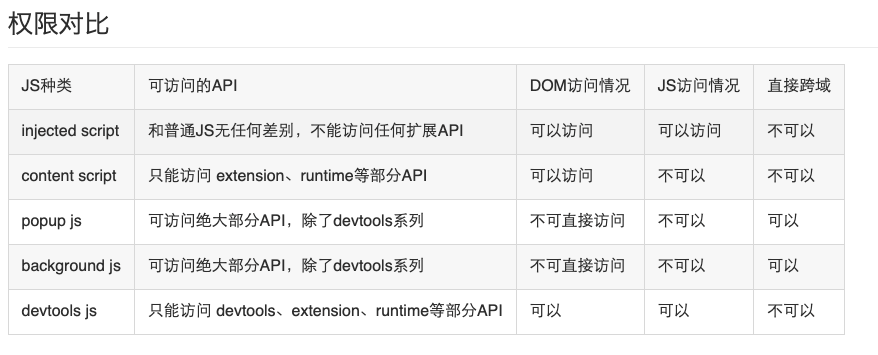 权限对比
JS种类 可访问的API DOM访问情况 JS访问情况 直接跨域
injected script 和普通JS无任何差别，不能访问任何扩展API 可以访问 可以访问 不可以
content script 只能访问 extension、runtime等部分API 可以访问 不可以 不可以
popup js 可访问绝大部分API，除了devtools系列 不可直接访问 不可以 可以
background js 可访问绝大部分API，除了devtools系列 不可直接访问 不可以 可以
devtools js 只能访问 devtools、extension、runtime等部分API 可以 可以 不可以